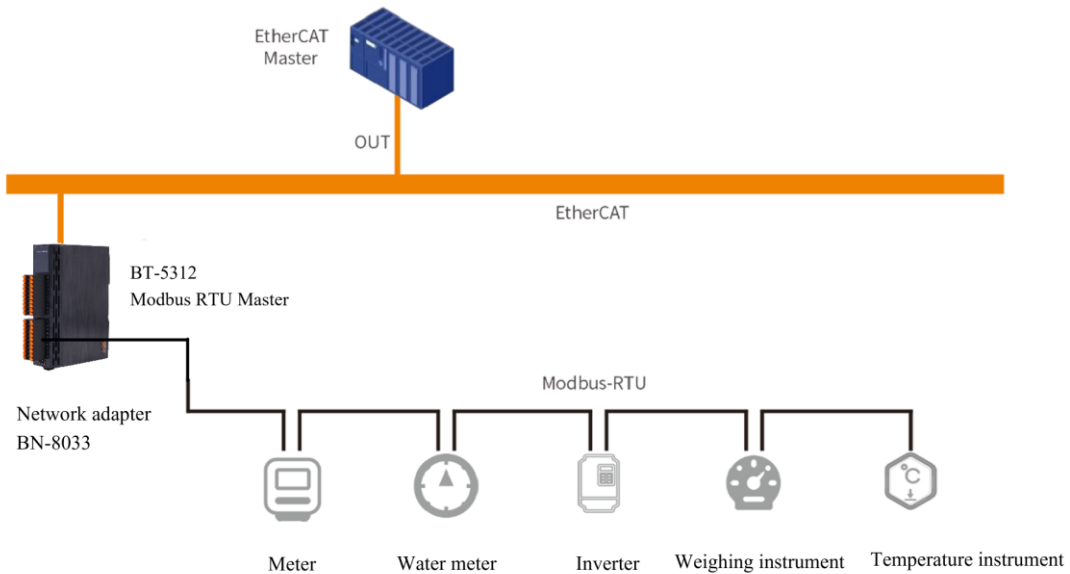 EtherCAT
Master
OUT
EtherCAT
BT-5312
Modbus RTU Master
Modbus-RTU
Network adapter
BN-8033
Meter
Water meter
Inverter
Weighing instrument
Temperature instrument
°C